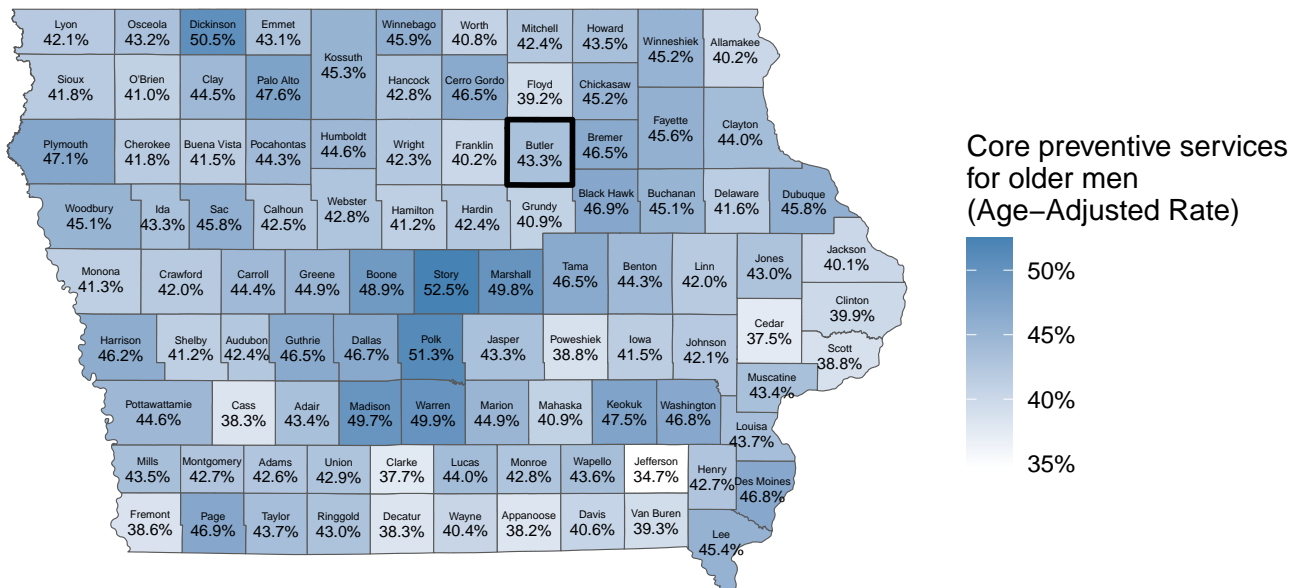 Lyon
42.1%
Osceola
43.2%
Dickinson
50.5%
Emmet
43.1%
Kossuth
45.3%
Winnebago
45.9%
Worth
40.8%
Mitchell
42.4%
Howard
43.5%
Winneshiek
45.2%
Allamakee
40.2%
Sioux
41.8%
O'Brien
41.0%
Clay
44.5%
Palo Alto
47.6%
Hancock
42.8%
Cerro Gordo
46.5%
Floyd
39.2%
Chickasaw
45.2%
Fayette
45.6%
Clayton
44.0%
Plymouth
47.1%
Cherokee
41.8%
Buena Vista
41.5%
Pocahontas
44.3%
Humboldt
44.6%
Wright
42.3%
Franklin
40.2%
Butler
43.3%
Bremer
46.5%
Woodbury
45.1%
Ida
43.3%
Sac
45.8%
Calhoun
42.5%
Webster
42.8%
Hamilton
41.2%
Hardin
42.4%
Grundy
40.9%
Black Hawk
46.9%
Buchanan
45.1%
Delaware
41.6%
Dubuque
45.8%
Monona
41.3%
Crawford
42.0%
Carroll
44.4%
Greene
44.9%
Boone
48.9%
Story
52.5%
Marshall
49.8%
Tama
46.5%
Benton
44.3%
Linn
42.0%
Jones
43.0%
Jackson
40.1%
Clinton
39.9%
Harrison
46.2%
Shelby
41.2%
Audubon
42.4%
Guthrie
46.5%
Dallas
46.7%
Polk
51.3%
Jasper
43.3%
Poweshiek
38.8%
Iowa
41.5%
Johnson
42.1%
Cedar
37.5%
Scott
38.8%
Muscatine
43.4%
Pottawattamie
44.6%
Cass
38.3%
Adair
43.4%
Madison
49.7%
Warren
49.9%
Marion
44.9%
Mahaska
40.9%
Keokuk
47.5%
Washington
46.8%
Louisa
43.7%
Mills
43.5%
Montgomery
42.7%
Adams
42.6%
Union
42.9%
Clarke
37.7%
Lucas
44.0%
Monroe
42.8%
Wapello
43.6%
Jefferson
34.7%
Henry
42.7%
Des Moines
46.8%
Fremont
38.6%
Page
46.9%
Taylor
43.7%
Ringgold
43.0%
Decatur
38.3%
Wayne
40.4%
Appanoose
38.2%
Davis
40.6%
Van Buren
39.3%
Lee
45.4%
Core preventive services
for older men
(Age−Adjusted Rate)
50%
45%
40%
35%